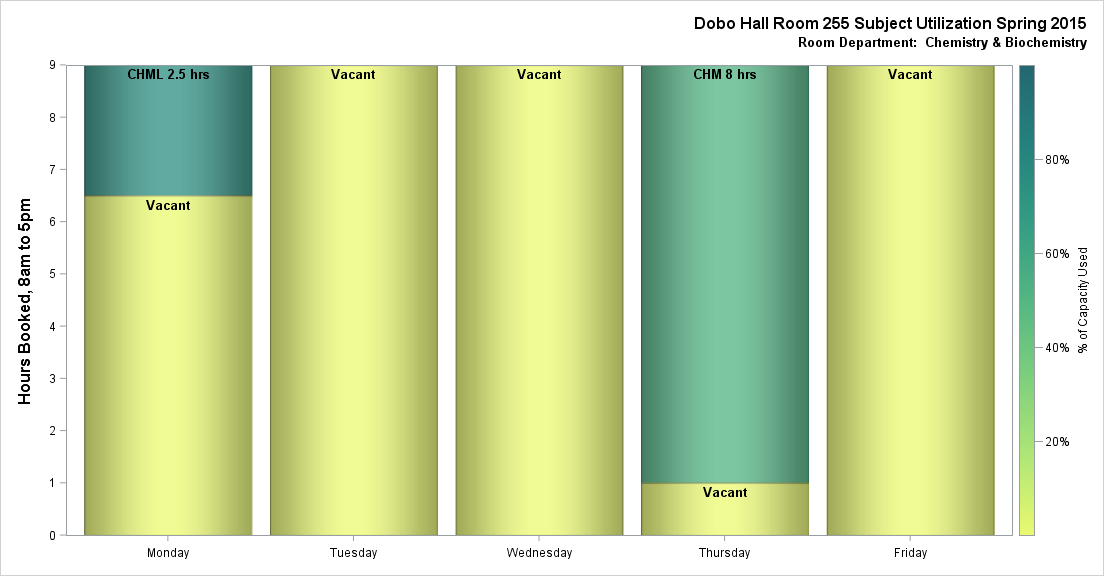 Dobo Hall Room 255 Subject Utilization Spring 2015
Room Department:  Chemistry & Biochemistry
Hours Booked, 8am to 5pm
9
8
7
6
5
4
3
2
1
0
CHML 2.5 hrs
Vacant
Vacant
Vacant
CHM 8 hrs
Vacant
Vacant
Monday
Tuesday
Wednesday
Thursday
Friday
80%
60%
40%
20%
% of Capacity Used